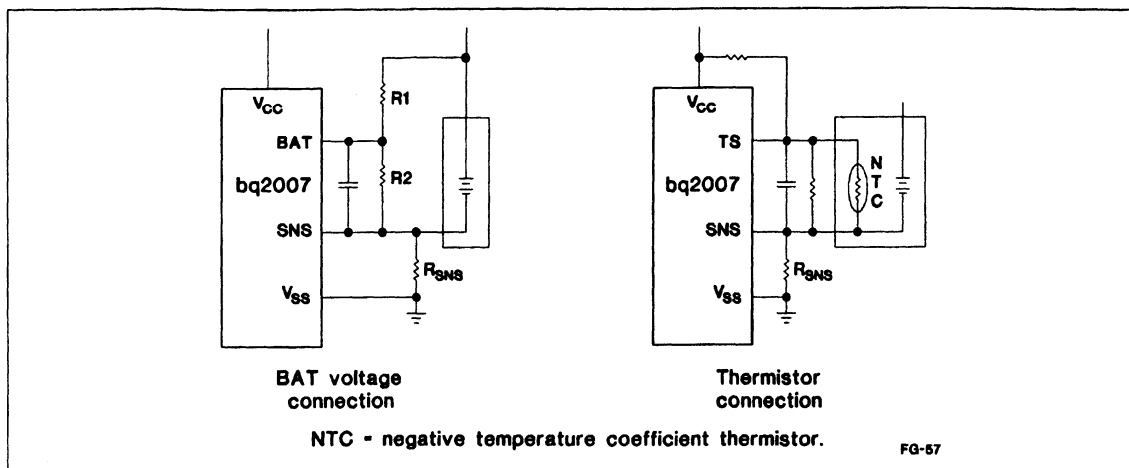 V_CC
BAT
bq2007
SNS
V_SS
R1
R2
R_SNS
BAT voltage
connection
V_CC
TS
bq2007
SNS
V_SS
N
T
C
R_SNS
Thermistor
connection
NTC = negative temperature coefficient thermistor.
FG-57